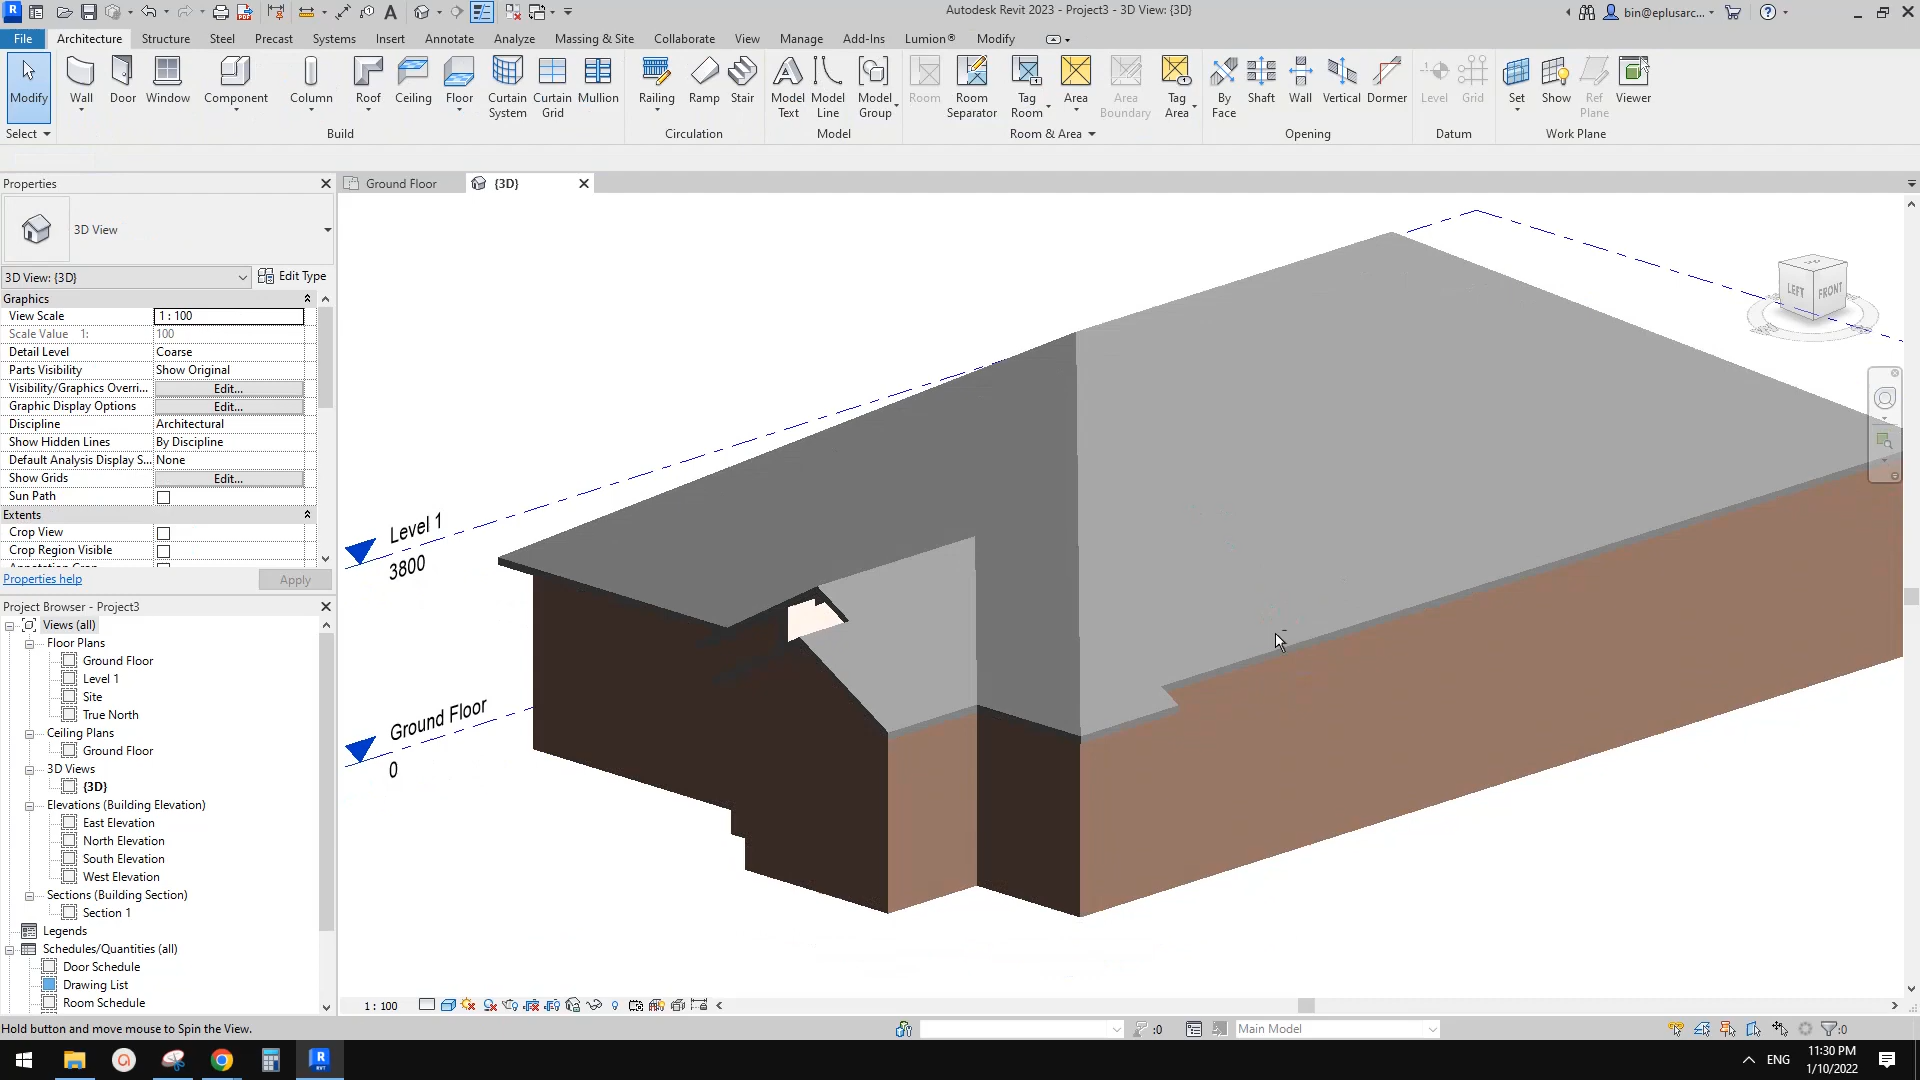 Autodesk Revit 2023 - Project3 - 3D View: {3D}
bin@eplusarc...
File
Architecture
Structure
Steel
Precast
Systems
Insert
Annotate
Analyze
Massing & Site
Collaborate
View
Manage
Add-Ins
Lumion®
Modify
Modify
Wall
Door
Window
Component
Column
Roof
Ceiling
Floor
Curtain System
Curtain Grid
Mullion
Railing
Ramp
Stair
Model Text
Model Line
Model Group
Room
Room Separator
Tag Room
Area
Area Boundary
Tag Area
By Face
Shaft
Wall
Vertical
Dormer
Level
Grid
Set
Show
Ref Plane
Viewer
Select
Build
Circulation
Model
Room & Area
Opening
Datum
Work Plane
Properties
Ground Floor
{3D}
3D View
3D View: {3D}
Edit Type
Graphics
View Scale 1 : 100
Scale Value 1: 100
Detail Level Coarse
Parts Visibility Show Original
Visibility/Graphics Overri... Edit...
Graphic Display Options Edit...
Discipline Architectural
Show Hidden Lines By Discipline
Default Analysis Display S... None
Show Grids Edit...
Sun Path
Extents
Crop View
Crop Region Visible
Properties help
Apply
Project Browser - Project3
Views (all)
Floor Plans
Ground Floor
Level 1
Site
True North
Ceiling Plans
Ground Floor
3D Views
{3D}
Elevations (Building Elevation)
East Elevation
North Elevation
South Elevation
West Elevation
Sections (Building Section)
Section 1
Legends
Schedules/Quantities (all)
Door Schedule
Drawing List
Room Schedule
Level 1
3800
Ground Floor
0
LEFT
FRONT
1 : 100
Hold button and move mouse to Spin the View.
:0
Main Model
:0
ENG
11:30 PM
1/10/2022